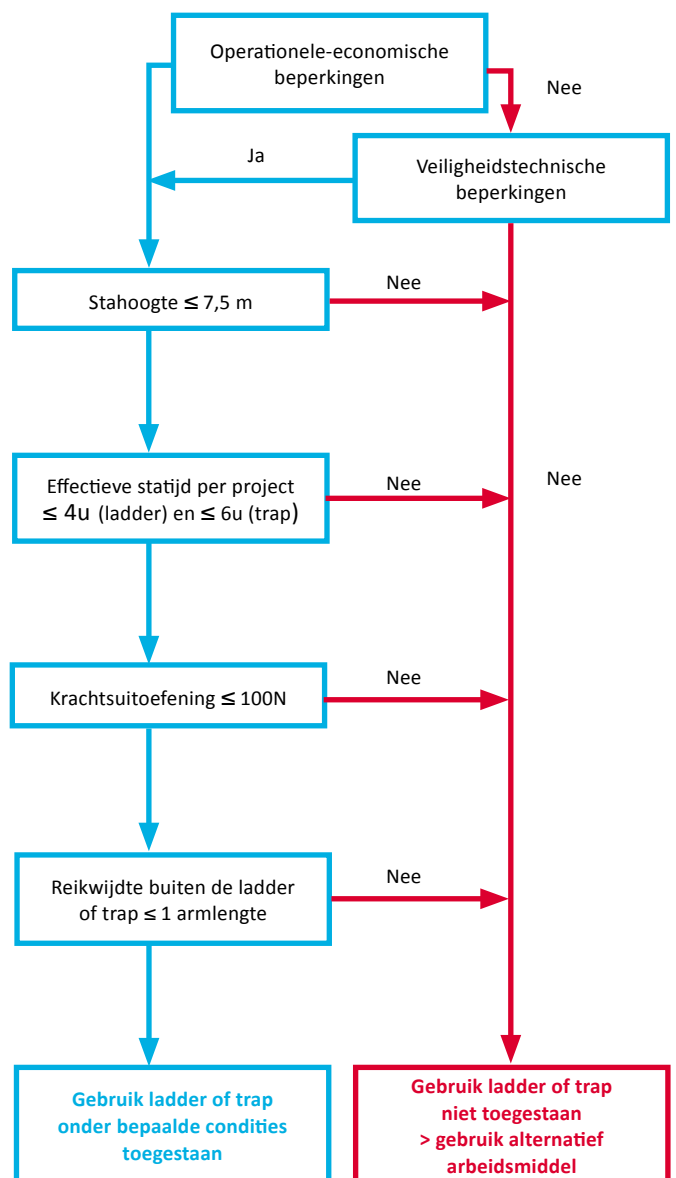 Operationele-economische
beperkingen
Nee
Ja
Veiligheidstechnische
beperkingen
Stahoogte ≤ 7,5 m
Nee
Effectieve statijd per project
≤ 4u (ladder) en ≤ 6u (trap)
Nee
Nee
Krachtsuitoefening ≤ 100N
Nee
Reikwijdte buiten de ladder
of trap ≤ 1 armlengte
Nee
Gebruik ladder of trap
onder bepaalde condities
toegestaan
Gebruik ladder of trap
niet toegestaan
> gebruik alternatief
arbeidsmiddel